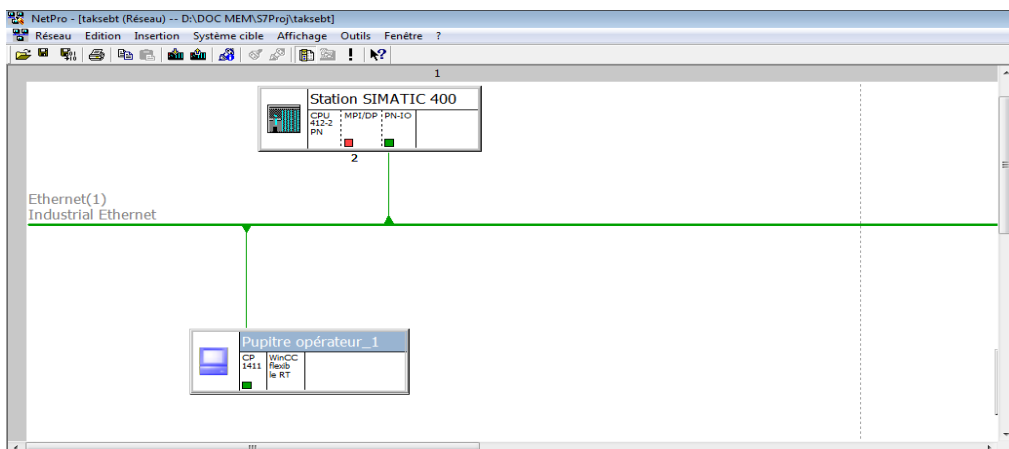 NetPro - [taksebt (Réseau) -- D:\DOC MEM\S7Proj\taksebt]
Réseau Edition Insertion Système cible Affichage Outils Fenêtre ?
1
Station SIMATIC 400
CPU MPI/DP PN-IO
412-2
PN
2
Ethernet(1)
Industrial Ethernet
Pupitre opérateur_1
CP WinCC
1411 flexib
le RT